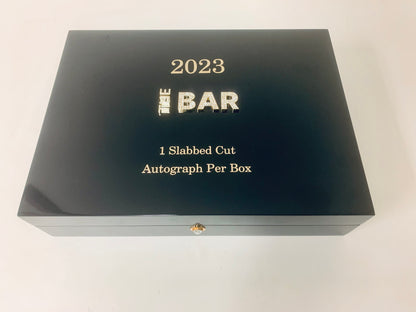 2023
THE BAR
1 Slabbed Cut
Autograph Per Box